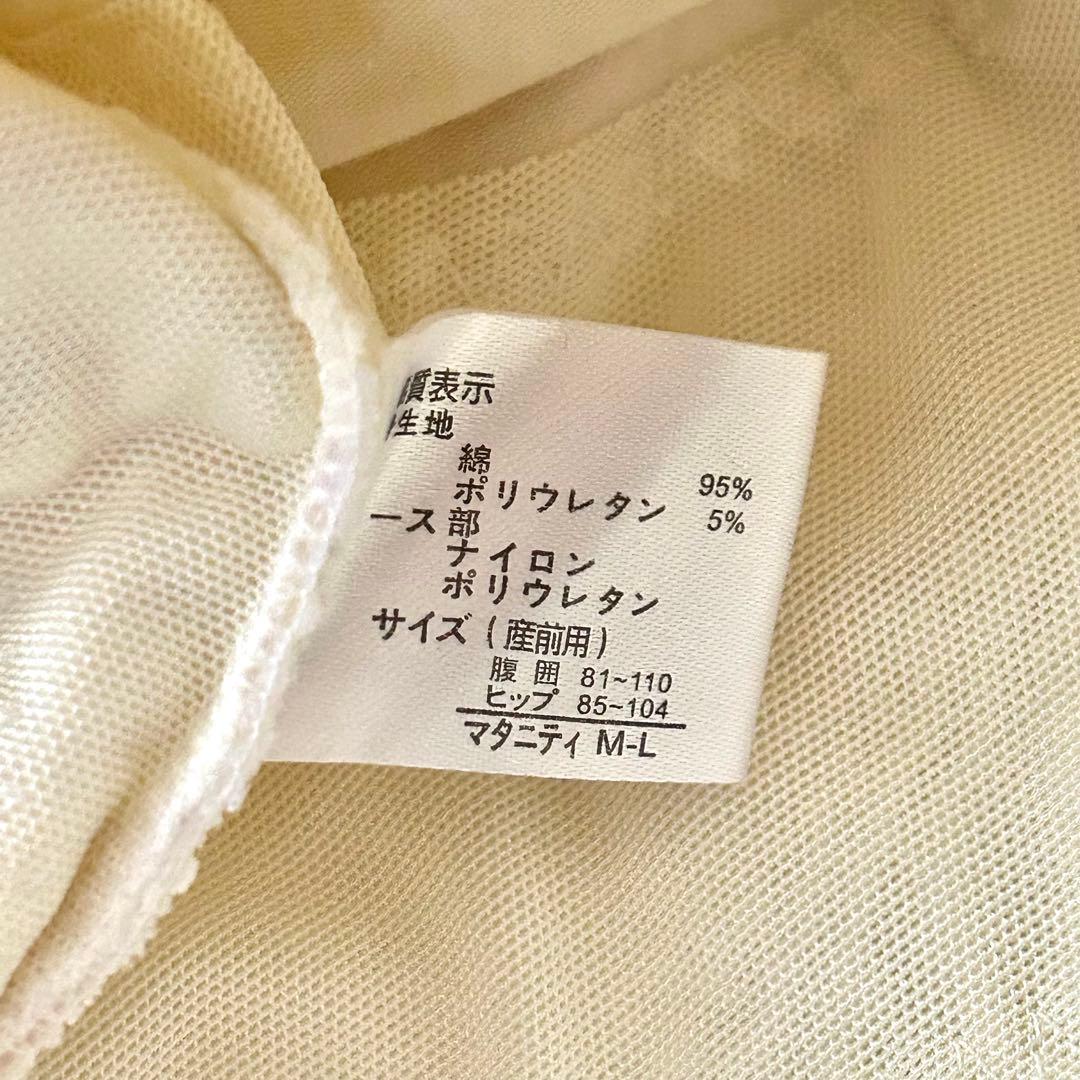 質表示
生地
綿 95%
ポリウレタン 5%
ース部
ナイロン
ポリウレタン
サイズ(産前用)
腹囲 81~110
ヒップ 85~104
マタニティ M-L